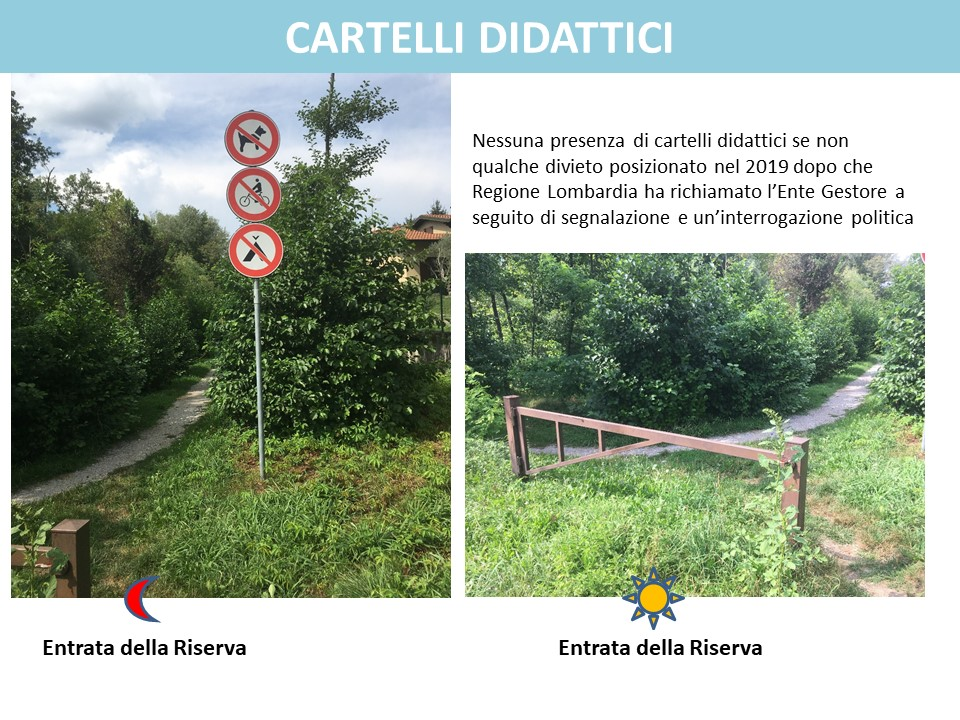 CARTELLI DIDATTICI
Nessuna presenza di cartelli didattici se non
qualche divieto posizionato nel 2019 dopo che
Regione Lombardia ha richiamato l’Ente Gestore a
seguito di segnalazione e un’interrogazione politica
Entrata della Riserva
Entrata della Riserva